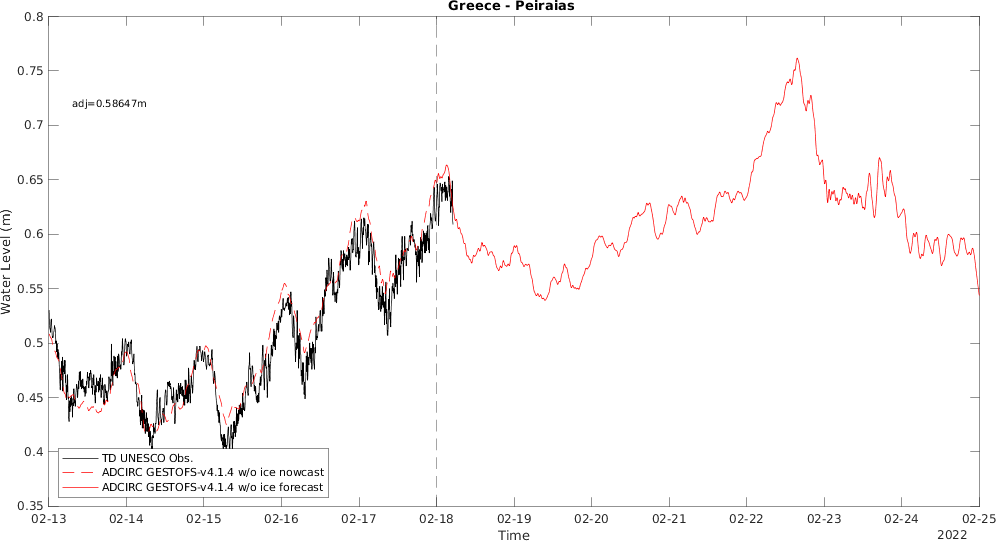 Greece - Peiraias
0.8
0.75
0.7
0.65
0.6
0.55
0.5
0.45
0.4
0.35
Water Level (m)
adj=0.58647m
TD UNESCO Obs.
ADCIRC GESTOFS-v4.1.4 w/o ice nowcast
ADCIRC GESTOFS-v4.1.4 w/o ice forecast
02-13 02-14 02-15 02-16 02-17 02-18 02-19 02-20 02-21 02-22 02-23 02-24 02-25
Time
2022